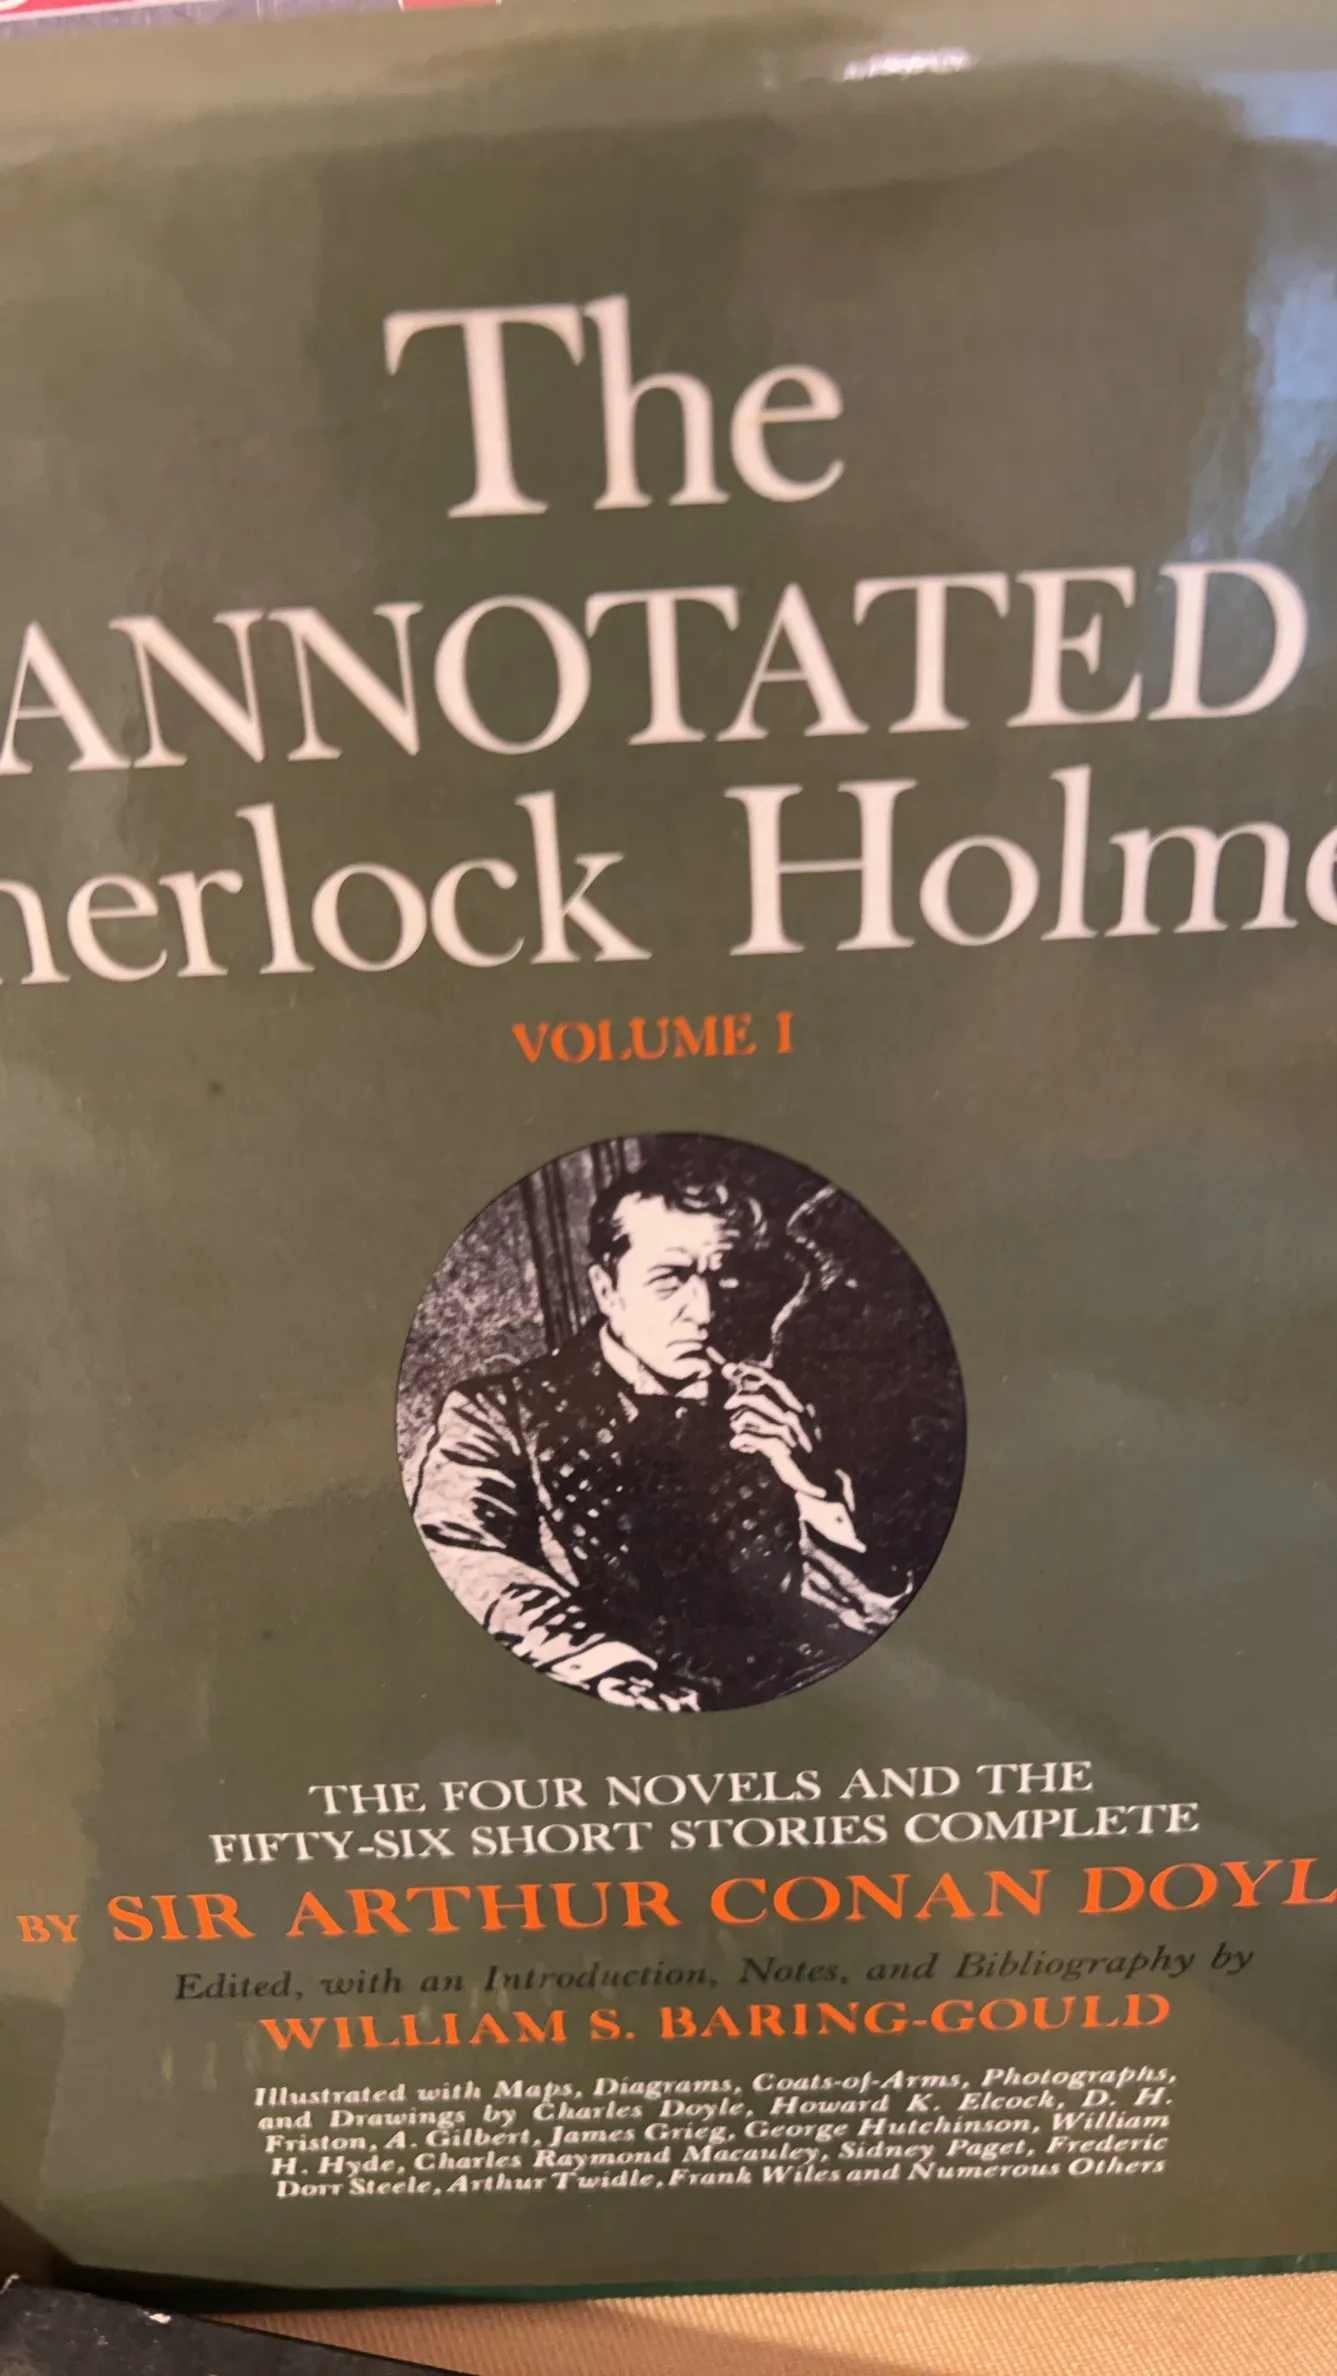 The
ANNOTATED
herlock Holme
VOLUME I
THE FOUR NOVELS AND THE
FIFTY-SIX SHORT STORIES COMPLETE
BY SIR ARTHUR CONAN DOYL
Edited, with an Introduction, Notes, and Bibliography by
WILLIAM S. BARING-GOULD
Illustrated with Maps, Diagrams, Coats-of-Arms, Photographs,
and Drawings by Charles Doyle, Howard K. Elcock, D. H.
Friston, A. Gilbert, James Grieg, George Hutchinson, William
H. Hyde, Charles Raymond Macauley, Sidney Paget, Frederic
Dorr Steele, Arthur Twidle, Frank Wiles and Numerous Others